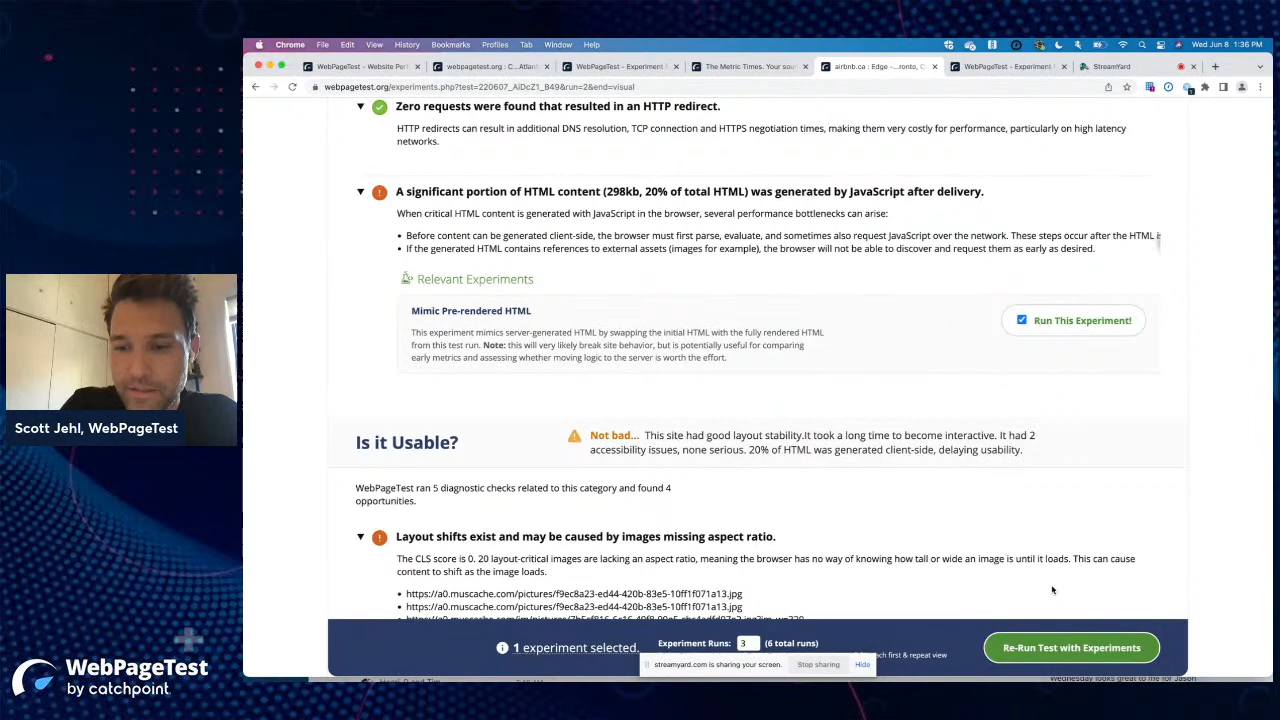 Chrome File Edit View History Bookmarks Profiles Tab Window Help
Wed Jun 8 1:36 PM
WebPageTest - Website Per
webpagetest.org : C...Atlant
WebPageTest - Experiment
The Metric Times. Your sou
airbnb.ca : Edge -...ronto, C
WebPageTest - Experiment
StreamYard
webpagetest.org/experiments.php?test=220607_AiDcZ1_B49&run=2&end=visual
Zero requests were found that resulted in an HTTP redirect.
HTTP redirects can result in additional DNS resolution, TCP connection and HTTPS negotiation times, making them very costly for performance, particularly on high latency
networks.
A significant portion of HTML content (298kb, 20% of total HTML) was generated by JavaScript after delivery.
When critical HTML content is generated with JavaScript in the browser, several performance bottlenecks can arise:
• Before content can be generated client-side, the browser must first parse, evaluate, and sometimes also request JavaScript over the network. These steps occur after the HTML
• If the generated HTML contains references to external assets (images for example), the browser will not be able to discover and request them as early as desired.
Relevant Experiments
Mimic Pre-rendered HTML
This experiment mimics server-generated HTML by swapping the initial HTML with the fully rendered HTML
from this test run. Note: this will very likely break site behavior, but is potentially useful for comparing
early metrics and assessing whether moving logic to the server is worth the effort.
Run This Experiment!
Is it Usable?
Not bad... This site had good layout stability.It took a long time to become interactive. It had 2
accessibility issues, none serious. 20% of HTML was generated client-side, delaying usability.
WebPageTest ran 5 diagnostic checks related to this category and found 4
opportunities.
Layout shifts exist and may be caused by images missing aspect ratio.
The CLS score is 0. 20 layout-critical images are lacking an aspect ratio, meaning the browser has no way of knowing how tall or wide an image is until it loads. This can cause
content to shift as the image loads.
• https://a0.muscache.com/pictures/f9ec8a23-ed44-420b-83e5-10ff1f071a13.jpg
• https://a0.muscache.com/pictures/f9ec8a23-ed44-420b-83e5-10ff1f071a13.jpg
1 experiment selected.
Experiment Runs: 3 (6 total runs)
each first & repeat view
Re-Run Test with Experiments
streamyard.com is sharing your screen.
Stop sharing
Hide
Wednesday looks great to me for Jason
Scott Jehl, WebPageTest
WebPageTest
by catchpoint